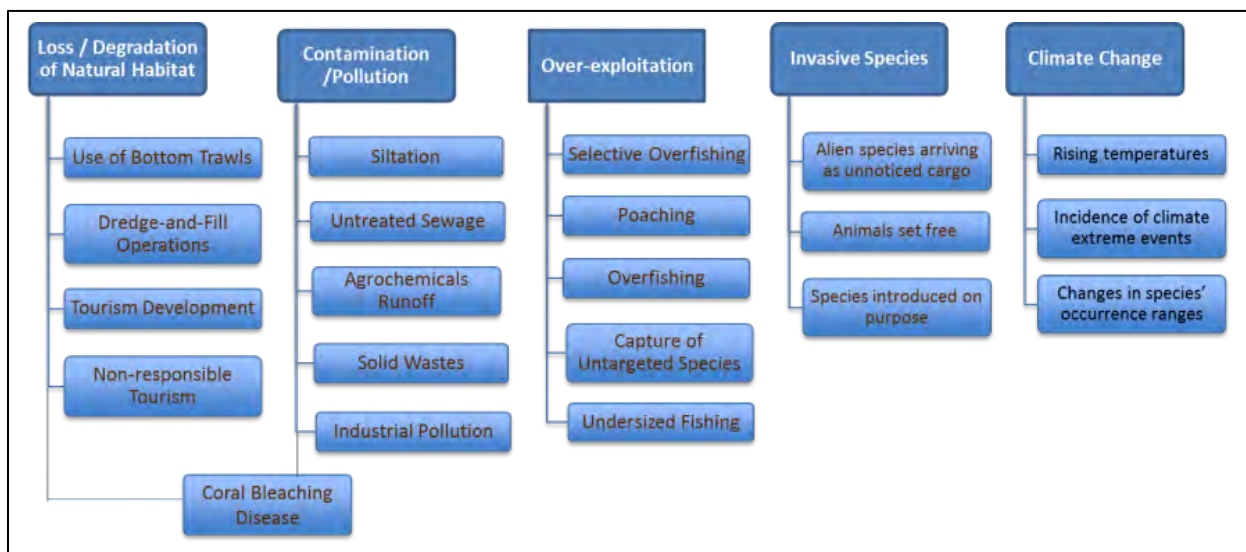 Loss / Degradation
of Natural Habitat
Use of Bottom Trawls
Dredge-and-Fill
Operations
Tourism Development
Non-responsible
Tourism
Contamination
/Pollution
Siltation
Untreated Sewage
Agrochemicals
Runoff
Solid Wastes
Industrial Pollution
Coral Bleaching
Disease
Over-exploitation
Selective Overfishing
Poaching
Overfishing
Capture of
Untargeted Species
Undersized Fishing
Invasive Species
Alien species arriving
as unnoticed cargo
Animals set free
Species introduced on
purpose
Climate Change
Rising temperatures
Incidence of climate
extreme events
Changes in species’
occurrence ranges